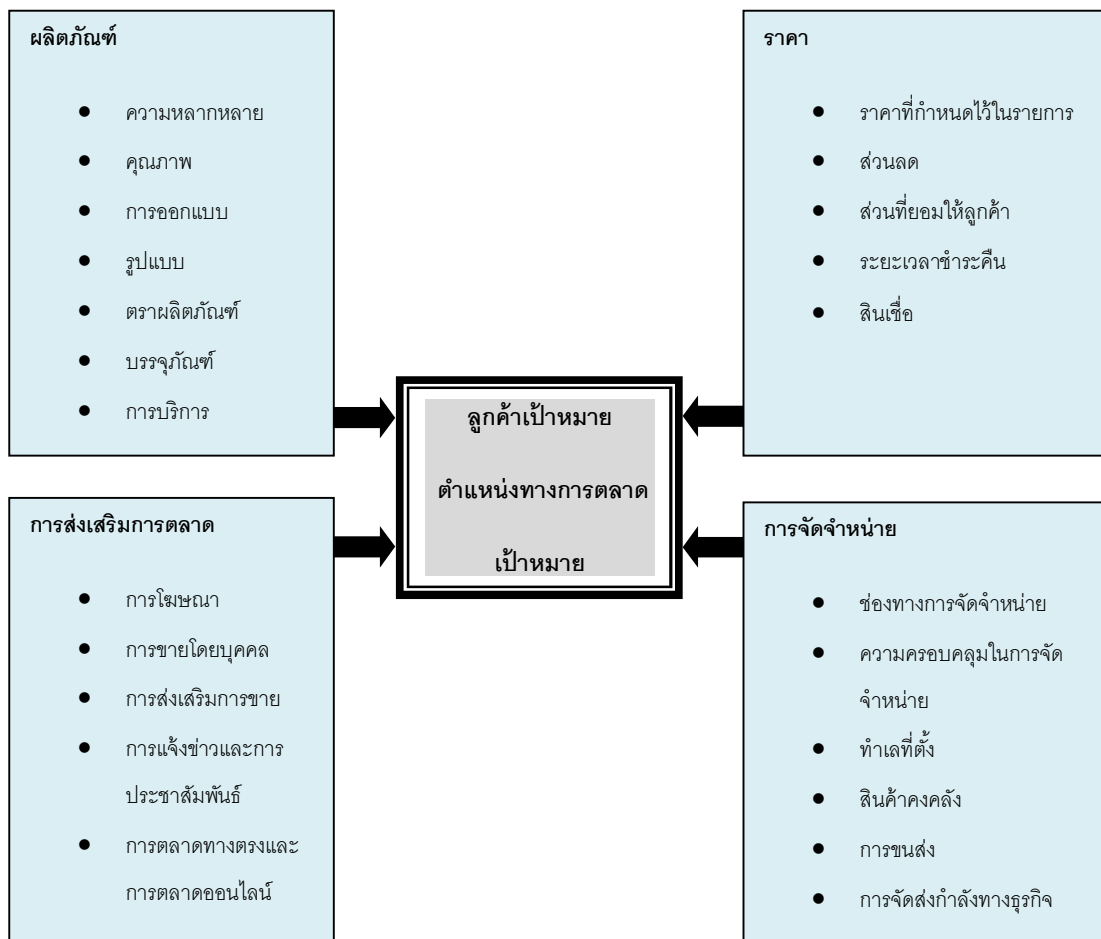 ผลิตภัณฑ์
● ความหลากหลาย
● คุณภาพ
● การออกแบบ
● รูปแบบ
● ตราผลิตภัณฑ์
● บรรจุภัณฑ์
● การบริการ
ราคา
● ราคาที่กำหนดไว้ในรายการ
● ส่วนลด
● ส่วนที่ยอมให้ลูกค้า
● ระยะเวลาชำระคืน
● สินเชื่อ
ลูกค้าเป้าหมาย
ตำแหน่งทางการตลาด
เป้าหมาย
การส่งเสริมการตลาด
● การโฆษณา
● การขายโดยบุคคล
● การส่งเสริมการขาย
● การแจ้งข่าวและการ
ประชาสัมพันธ์
● การตลาดทางตรงและ
การตลาดออนไลน์
การจัดจำหน่าย
● ช่องทางการจัดจำหน่าย
● ความครอบคลุมในการจัด
จำหน่าย
● ทำเลที่ตั้ง
● สินค้าคงคลัง
● การขนส่ง
● การจัดส่งกำลังทางธุรกิจ